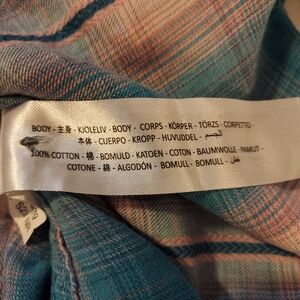 BODY - 主身 - KJOLELIV - BODY - CORPS - KÖRPER - TÖRZS - CORPETTO -
本体 - CUERPO - KROPP - HUVUDDEL - الجسم
100% COTTON - 棉 - BOMULD - KATOEN - COTON - BAUMWOLLE - PAMUT -
COTONE - 綿 - ALGODÓN - BOMULL - BOMULL - قطن